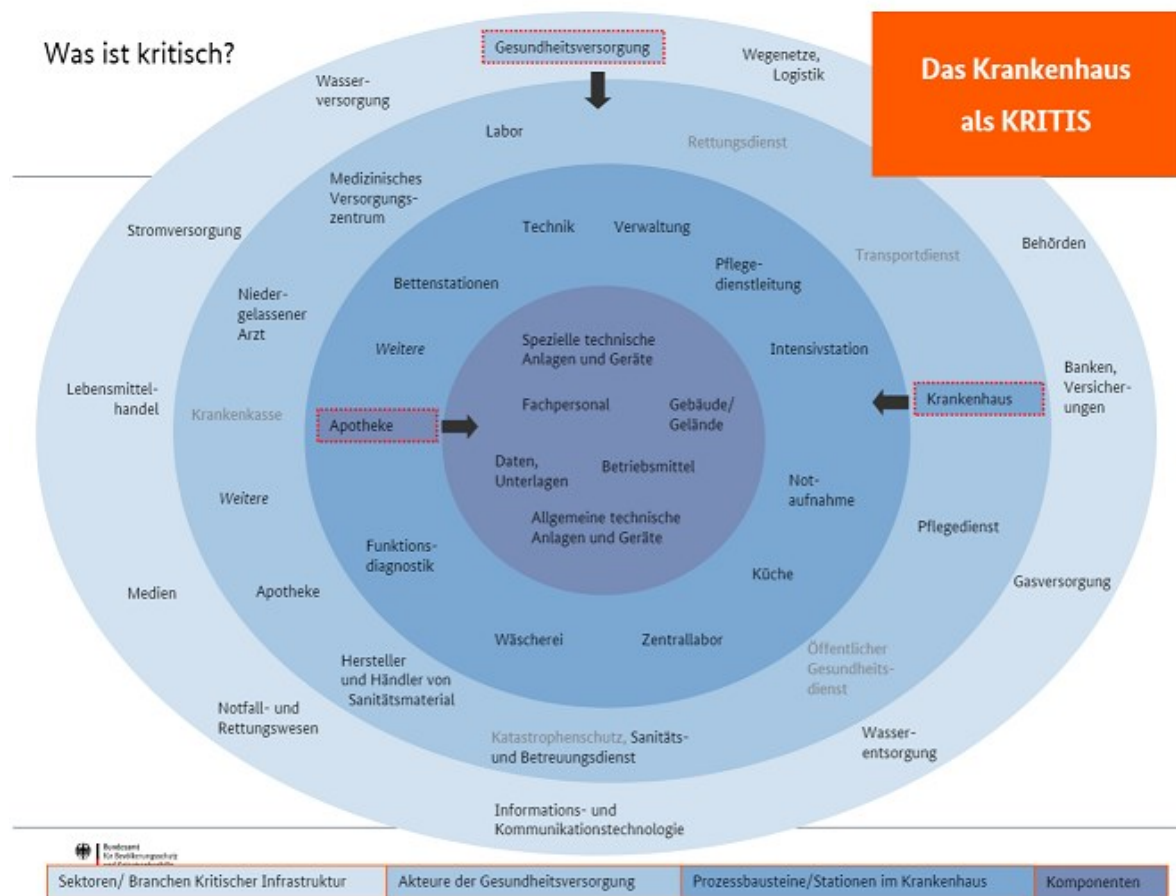 Was ist kritisch?
Das Krankenhaus
als KRITIS
Gesundheitsversorgung
Wegenetze,
Logistik
Wasser-
versorgung
Labor
Rettungsdienst
Medizinisches
Versorgungs-
zentrum
Stromversorgung
Technik
Verwaltung
Behörden
Transportdienst
Pflege-
dienstleitung
Bettenstationen
Nieder-
gelassener
Arzt
Weitere
Spezielle technische
Anlagen und Geräte
Intensivstation
Banken,
Versicher-
ungen
Lebensmittel-
handel
Krankenkasse
Apotheke
Fachpersonal
Gebäude/
Gelände
Krankenhaus
Daten,
Unterlagen
Betriebsmittel
Not-
aufnahme
Weitere
Allgemeine technische
Anlagen und Geräte
Pflegedienst
Funktions-
diagnostik
Küche
Gasversorgung
Medien
Apotheke
Wäscherei
Zentrallabor
Öffentlicher
Gesundheits-
dienst
Hersteller
und Händler von
Sanitätsmaterial
Notfall- und
Rettungswesen
Katastrophenschutz, Sanitäts-
und Betreuungsdienst
Wasser-
entsorgung
Informations- und
Kommunikationstechnologie
Bundesamt
für Bevölkerungsschutz
Sektoren/ Branchen Kritischer Infrastruktur
Akteure der Gesundheitsversorgung
Prozessbausteine/Stationen im Krankenhaus
Komponenten